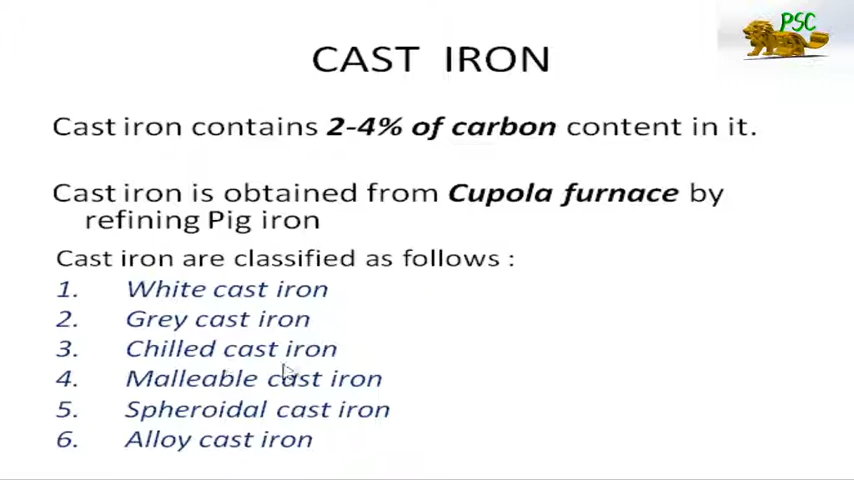 PSC
CAST IRON
Cast iron contains 2-4% of carbon content in it.
Cast iron is obtained from Cupola furnace by
refining Pig iron
Cast iron are classified as follows :
1. White cast iron
2. Grey cast iron
3. Chilled cast iron
4. Malleable cast iron
5. Spheroidal cast iron
6. Alloy cast iron